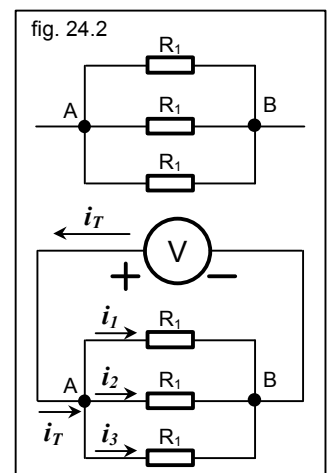 fig. 24.2
R1
A R1 B
R1
iT
V
+ −
i1 R1
A i2 R1 B
iT i3 R1